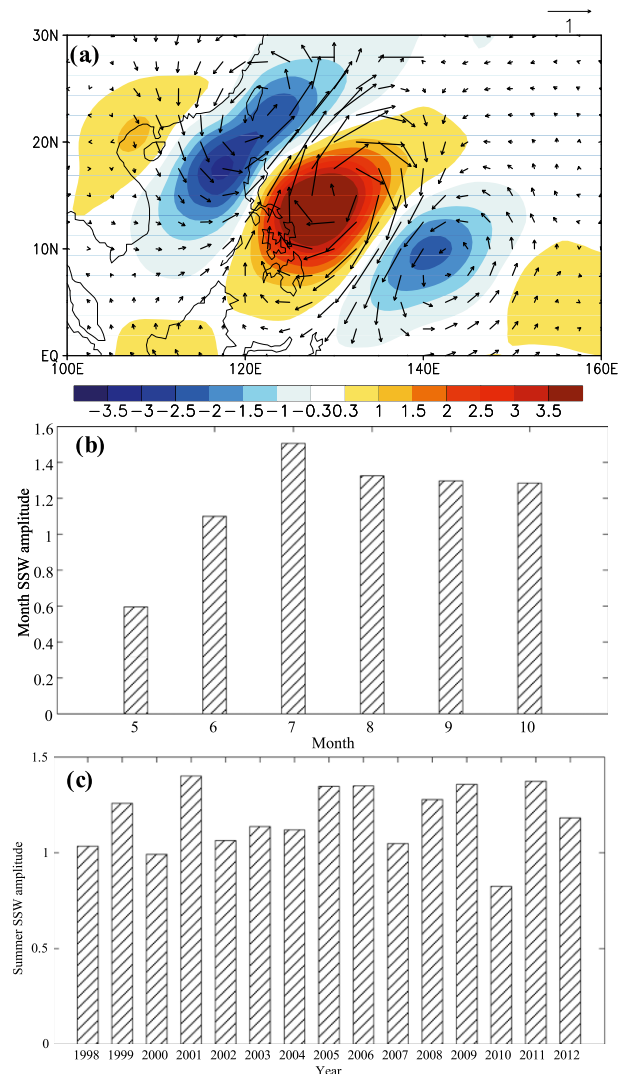 1
30N
(a)
20N
10N
EQ
100E 120E 140E 160E
−3.5 −3 −2.5 −2 −1.5 −1 −0.3 0.3 1 1.5 2 2.5 3 3.5
1.6
(b)
1.4
1.2
1
0.8
0.6
0.4
0.2
0
Month SSW amplitude
5 6 7 8 9 10
Month
1.5
(c)
1
0.5
0
Summer SSW amplitude
1998 1999 2000 2001 2002 2003 2004 2005 2006 2007 2008 2009 2010 2011 2012
Year